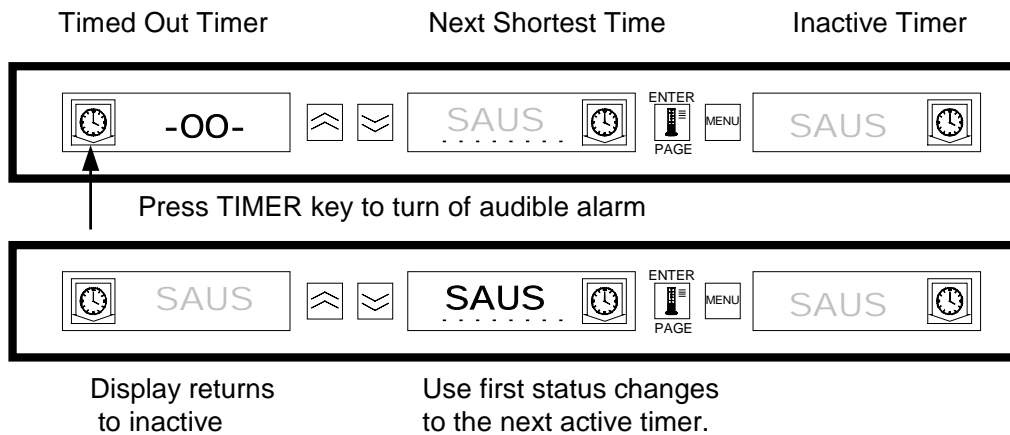 Timed Out Timer Next Shortest Time Inactive Timer
-OO- SAUS ENTER PAGE MENU SAUS
Press TIMER key to turn of audible alarm
SAUS SAUS ENTER PAGE MENU SAUS
Display returns Use first status changes
to inactive to the next active timer.